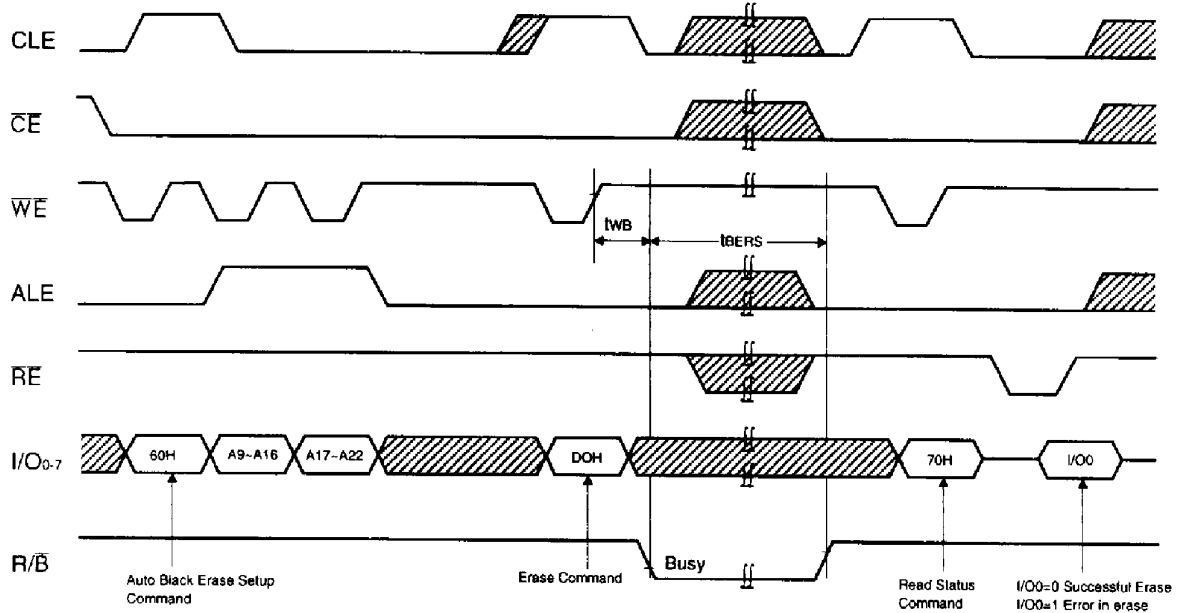 CLE
CE
WE
tWB
tBERS
ALE
RE
I/O0-7
60H
A9~A16
A17~A22
DOH
70H
I/O0
R/B
Busy
Auto Black Erase Setup
Command
Erase Command
Read Status
Command
I/O0=0 Successful Erase
I/O0=1 Error in erase